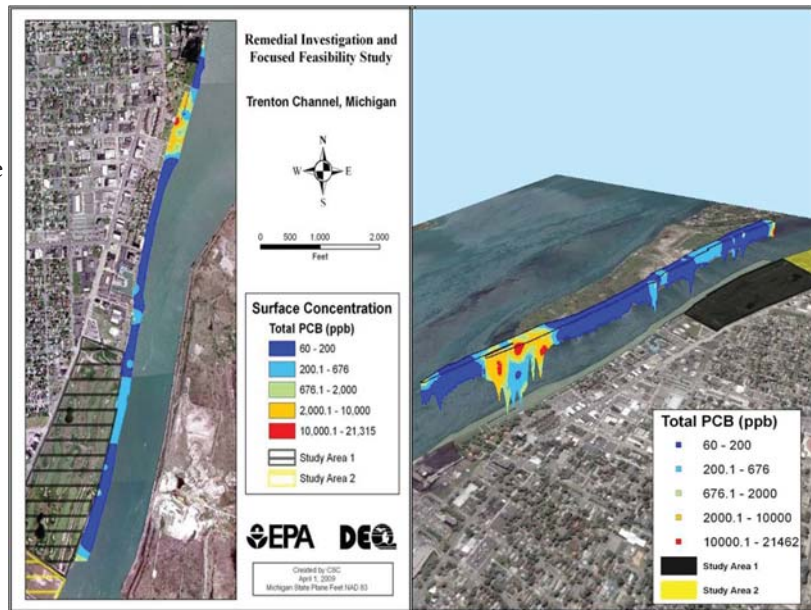 e
Remedial Investigation and
Focused Feasibility Study
Trenton Channel, Michigan
N
W E
S
0 500 1.000 2.000
Feet
Surface Concentration
Total PCB (ppb)
60 - 200
200.1 - 676
676.1 - 2,000
2,000.1 - 10,000
10,000.1 - 21,315
Study Area 1
Study Area 2
EPA DEQ
Created by CSC
April 1, 2009
Michigan State Plane Feet NAD 83
Total PCB (ppb)
60 - 200
200.1 - 676
676.1 - 2000
2000.1 - 10000
10000.1 - 21462
Study Area 1
Study Area 2